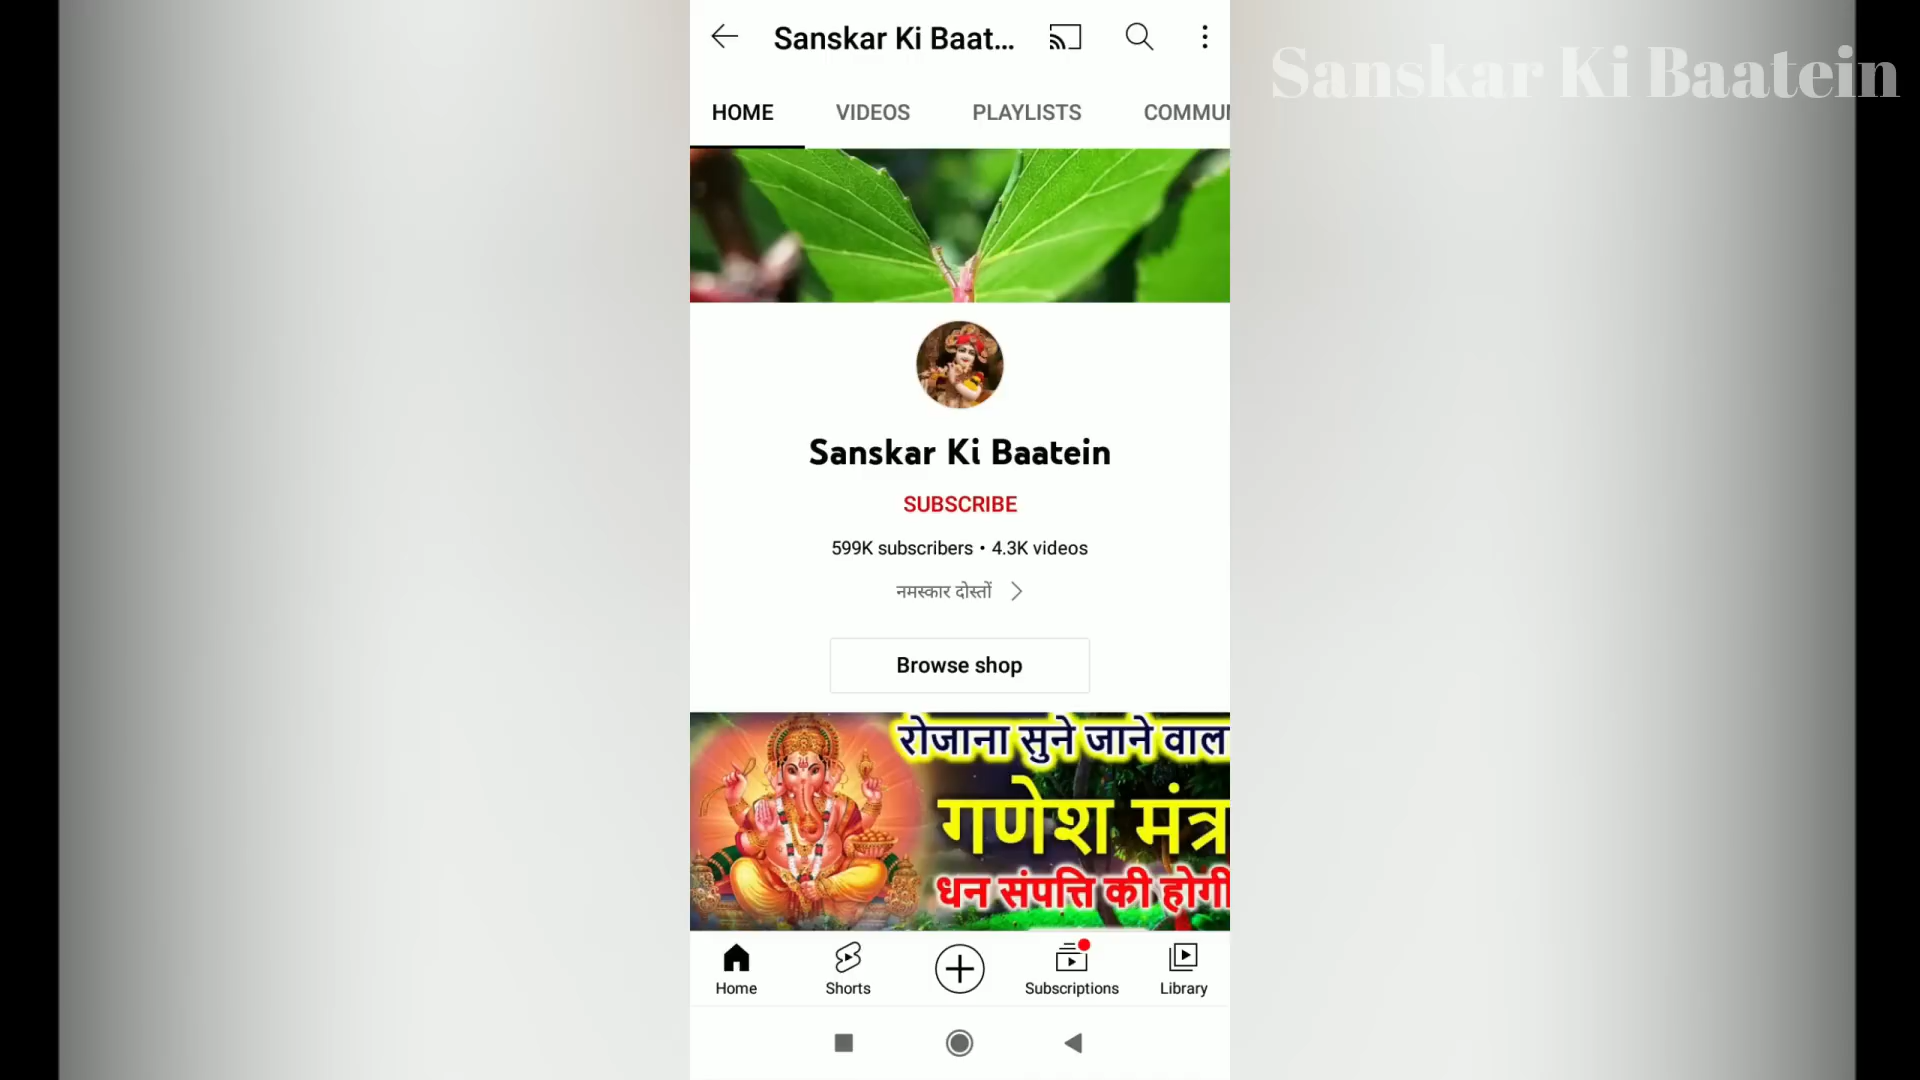 Sanskar Ki Baat...
Sanskar Ki Baatein
HOME VIDEOS PLAYLISTS COMMUN
Sanskar Ki Baatein
SUBSCRIBE
599K subscribers • 4.3K videos
नमस्कार दोस्तों
Browse shop
रोजाना सुने जाने वाल
गणेश मंत्र
धन संपत्ति की होगी
Home Shorts Subscriptions Library